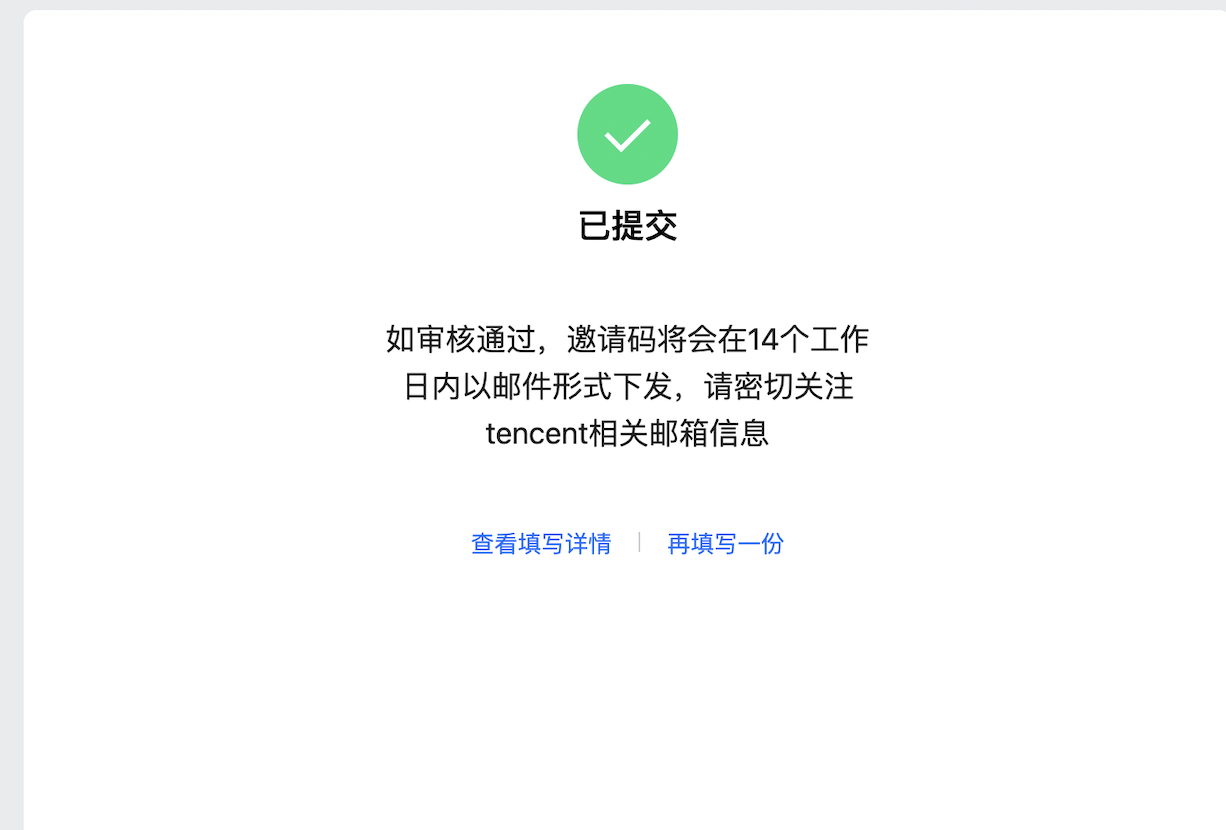 已提交
如审核通过，邀请码将会在14个工作
日内以邮件形式下发，请密切关注
tencent相关邮箱信息
查看填写详情 | 再填写一份